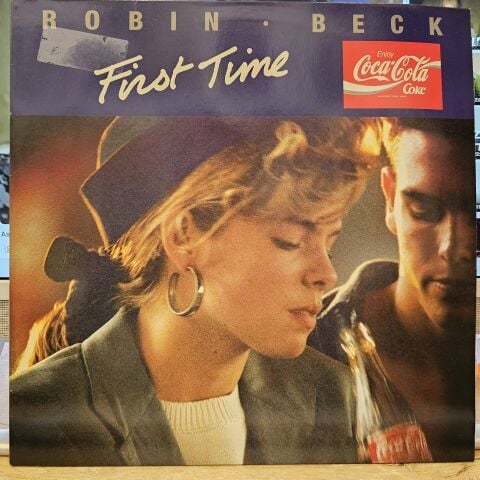 ROBIN · BECK
First Time
Enjoy
Coca-Cola
Coke